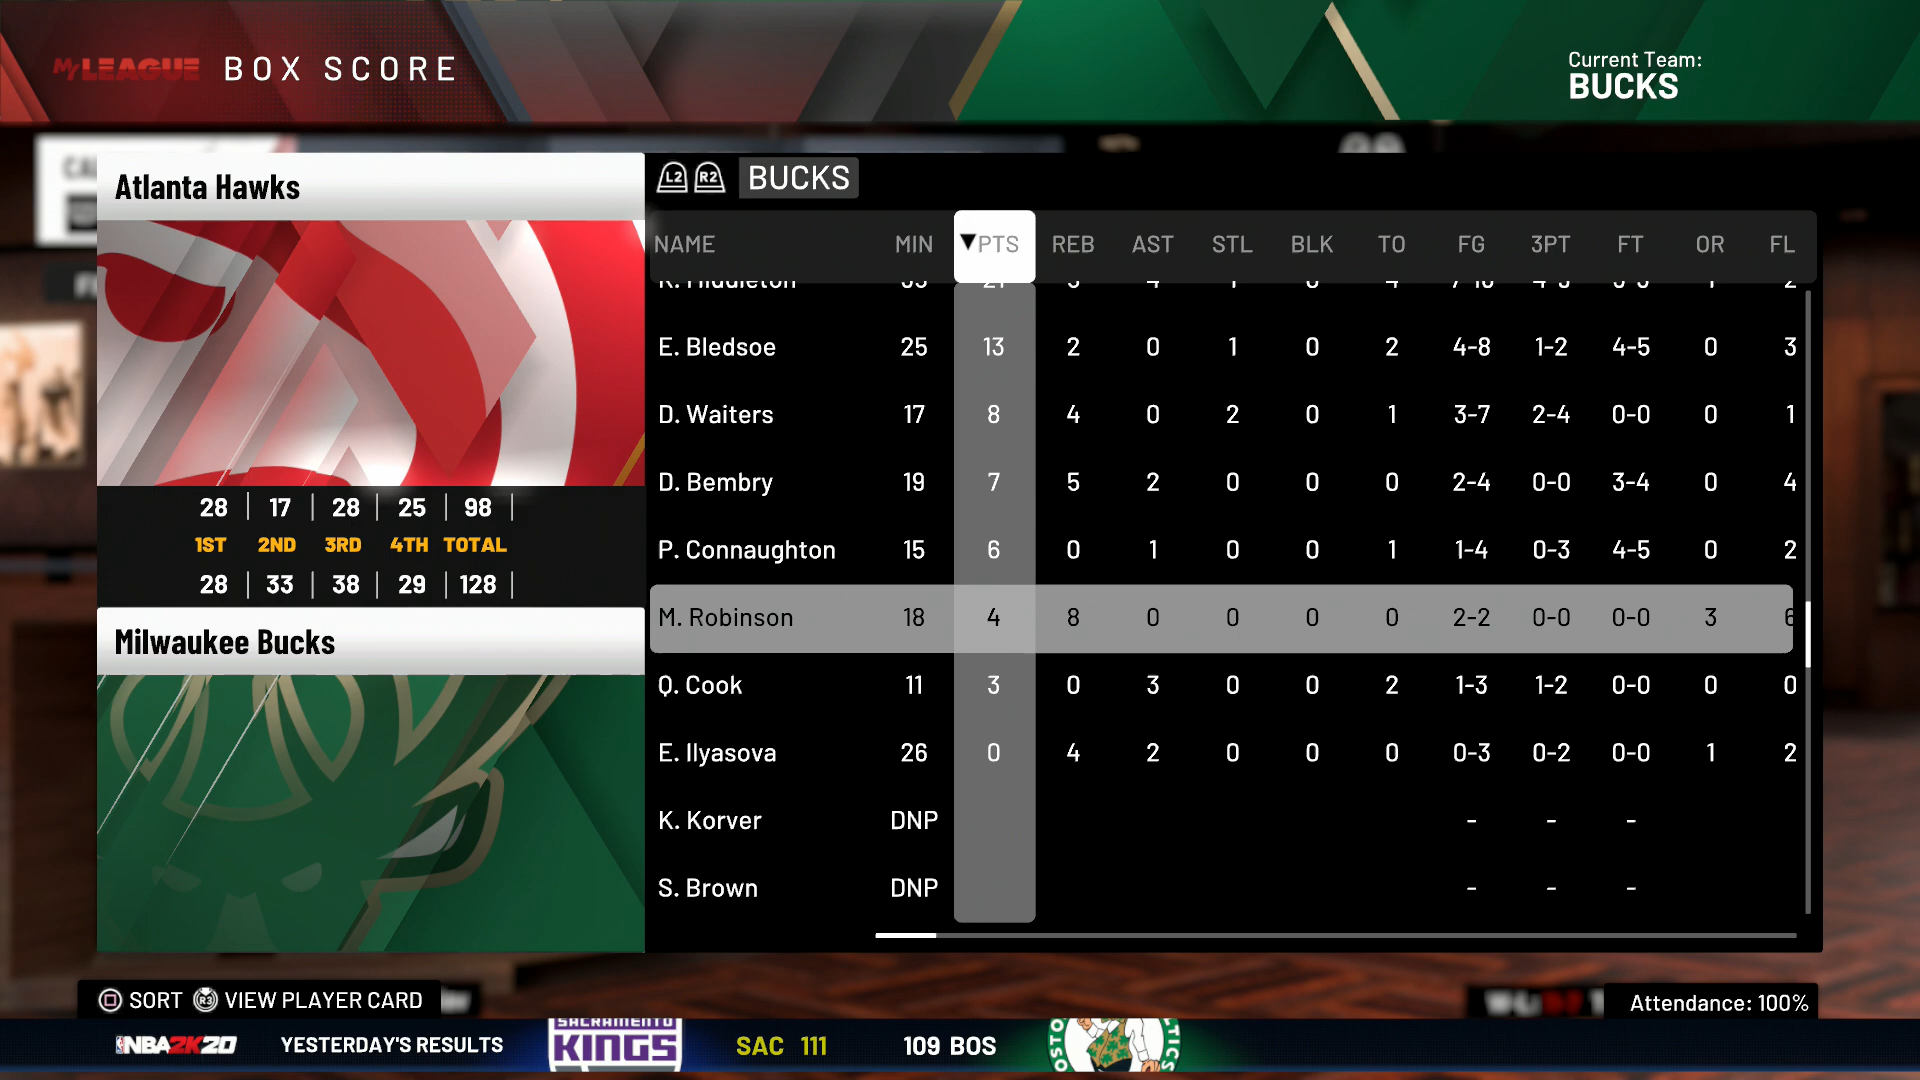 MyLEAGUE BOX SCORE
Current Team:
BUCKS
Atlanta Hawks
28 | 17 | 28 | 25 | 98 |
1ST 2ND 3RD 4TH TOTAL
28 | 33 | 38 | 29 | 128 |
Milwaukee Bucks
L2 R2 BUCKS
NAME MIN ▼PTS REB AST STL BLK TO FG 3PT FT OR FL
E. Bledsoe 25 13 2 0 1 0 2 4-8 1-2 4-5 0 3
D. Waiters 17 8 4 0 2 0 1 3-7 2-4 0-0 0 1
D. Bembry 19 7 5 2 0 0 0 2-4 0-0 3-4 0 4
P. Connaughton 15 6 0 1 0 0 1 1-4 0-3 4-5 0 2
M. Robinson 18 4 8 0 0 0 0 2-2 0-0 0-0 3 6
Q. Cook 11 3 0 3 0 0 2 1-3 1-2 0-0 0 0
E. Ilyasova 26 0 4 2 0 0 0 0-3 0-2 0-0 1 2
K. Korver DNP - - -
S. Brown DNP - - -
SORT R3 VIEW PLAYER CARD
Attendance: 100%
NBA2K20 YESTERDAY'S RESULTS SACRAMENTO KINGS SAC 111 109 BOS